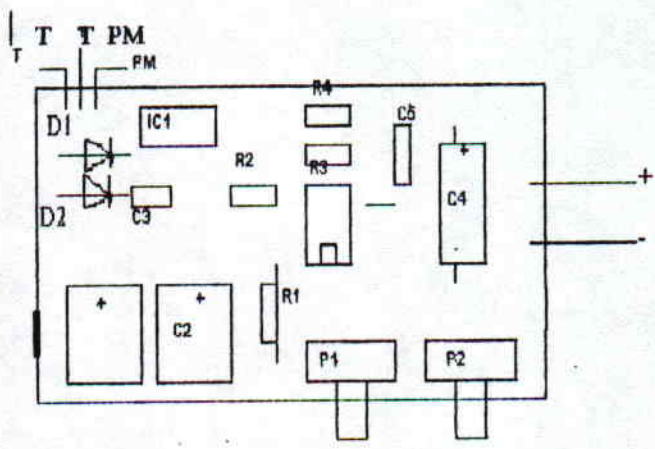 T T PM
T PM
R4
D1 IC1 C5
R2 R3
+
D2 C3 C4 +
-
+ + C2 R1
P1 P2